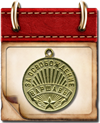 ЗА ОСВОБОЖДЕНИЕ
ВАРШАВЫ